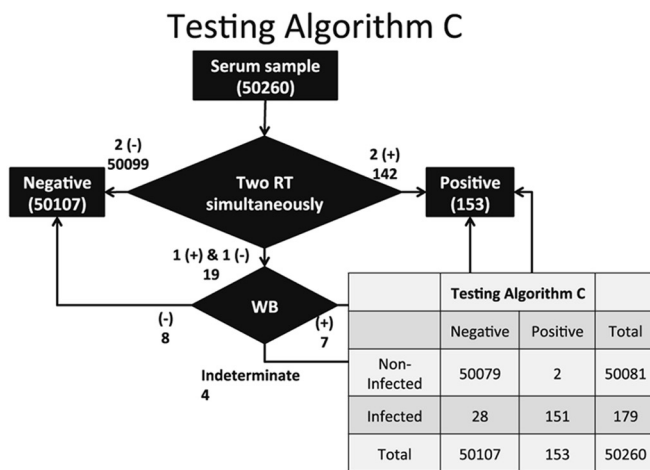 Testing Algorithm C
Serum sample
(50260)
2 (-)
50099
2 (+)
142
Negative
(50107)
Two RT
simultaneously
Positive
(153)
1 (+) & 1 (-)
19
WB
(-)
8
(+)
7
Indeterminate
4
Testing Algorithm C
Negative Positive Total
Non-
Infected 50079 2 50081
Infected 28 151 179
Total 50107 153 50260